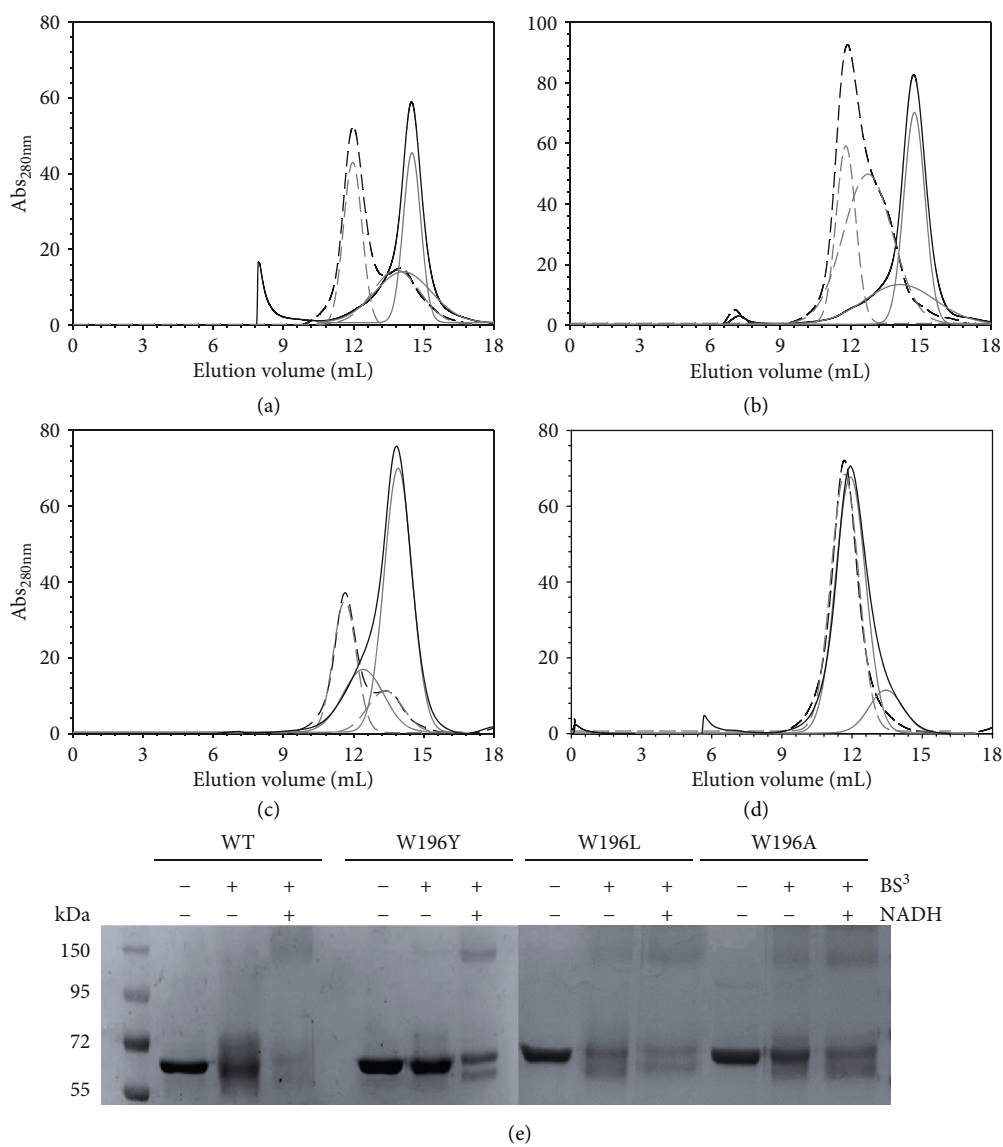 80
60
40
20
0
Abs280nm
0 3 6 9 12 15 18
Elution volume (mL)
(a)
100
80
60
40
20
0
0 3 6 9 12 15 18
Elution volume (mL)
(b)
80
60
40
20
0
Abs280nm
0 3 6 9 12 15 18
Elution volume (mL)
(c)
80
60
40
20
0
0 3 6 9 12 15 18
Elution volume (mL)
(d)
WT W196Y W196L W196A
− + + − + + − + + − + + BS3
kDa − − + − − + − − + − − + NADH
150
95
72
55
(e)